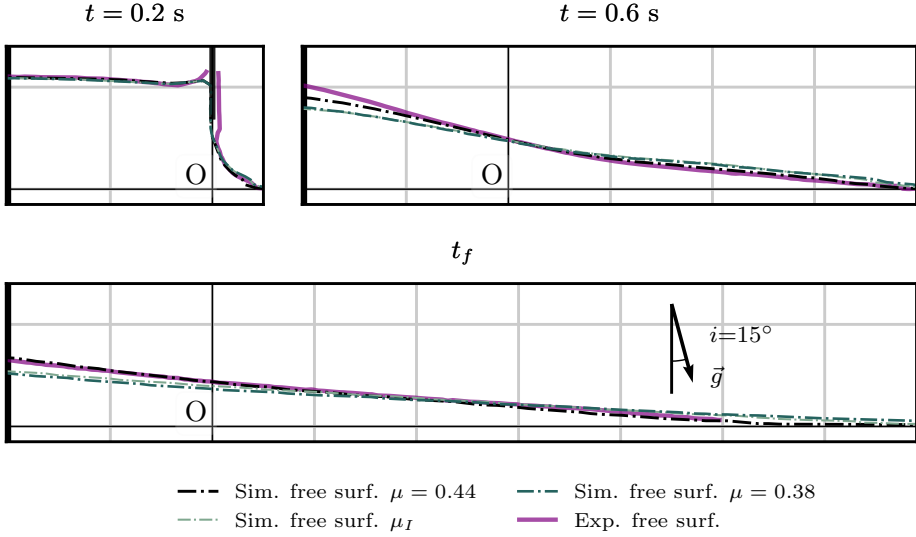 t = 0.2 s
t = 0.6 s
O
O
t_f
i=15°
g⃗
O
Sim. free surf. μ = 0.44
Sim. free surf. μ = 0.38
Sim. free surf. μ_I
Exp. free surf.